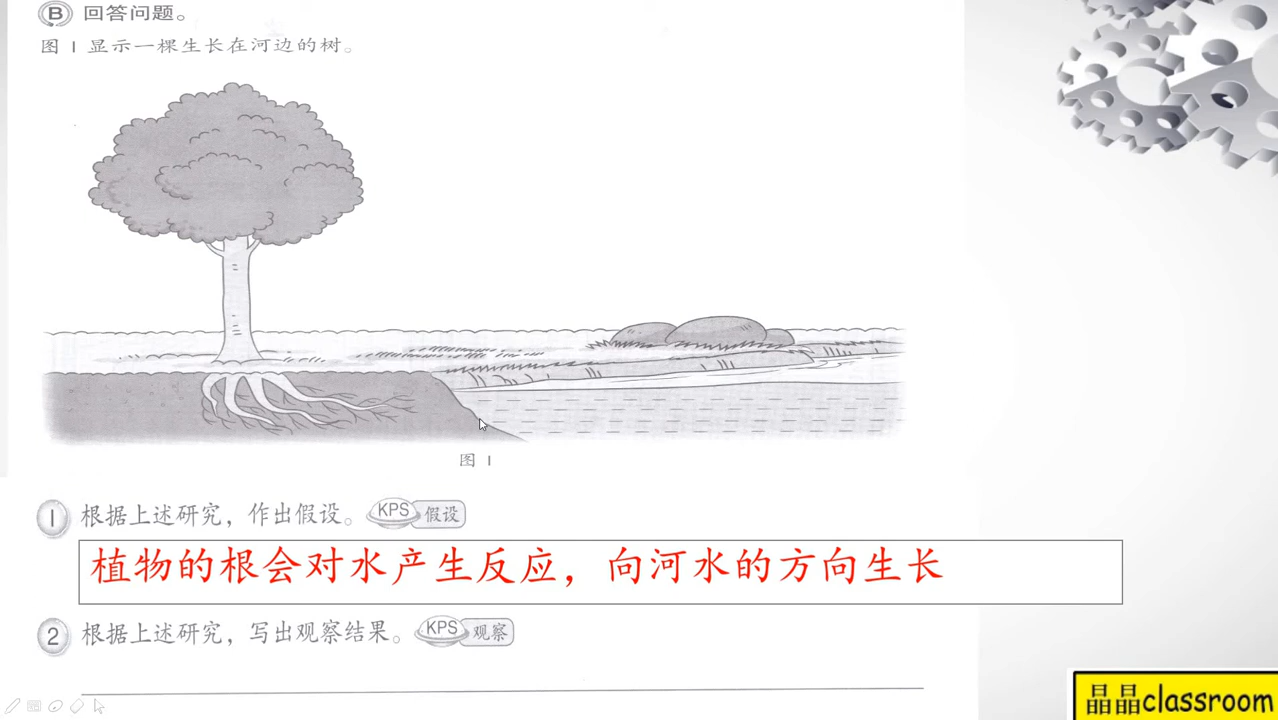 B 回答问题。
图 1 显示一棵生长在河边的树。
图 1
1 根据上述研究，作出假设。 KPS 假设
植物的根会对水产生反应，向河水的方向生长
2 根据上述研究，写出观察结果。 KPS 观察
晶晶classroom